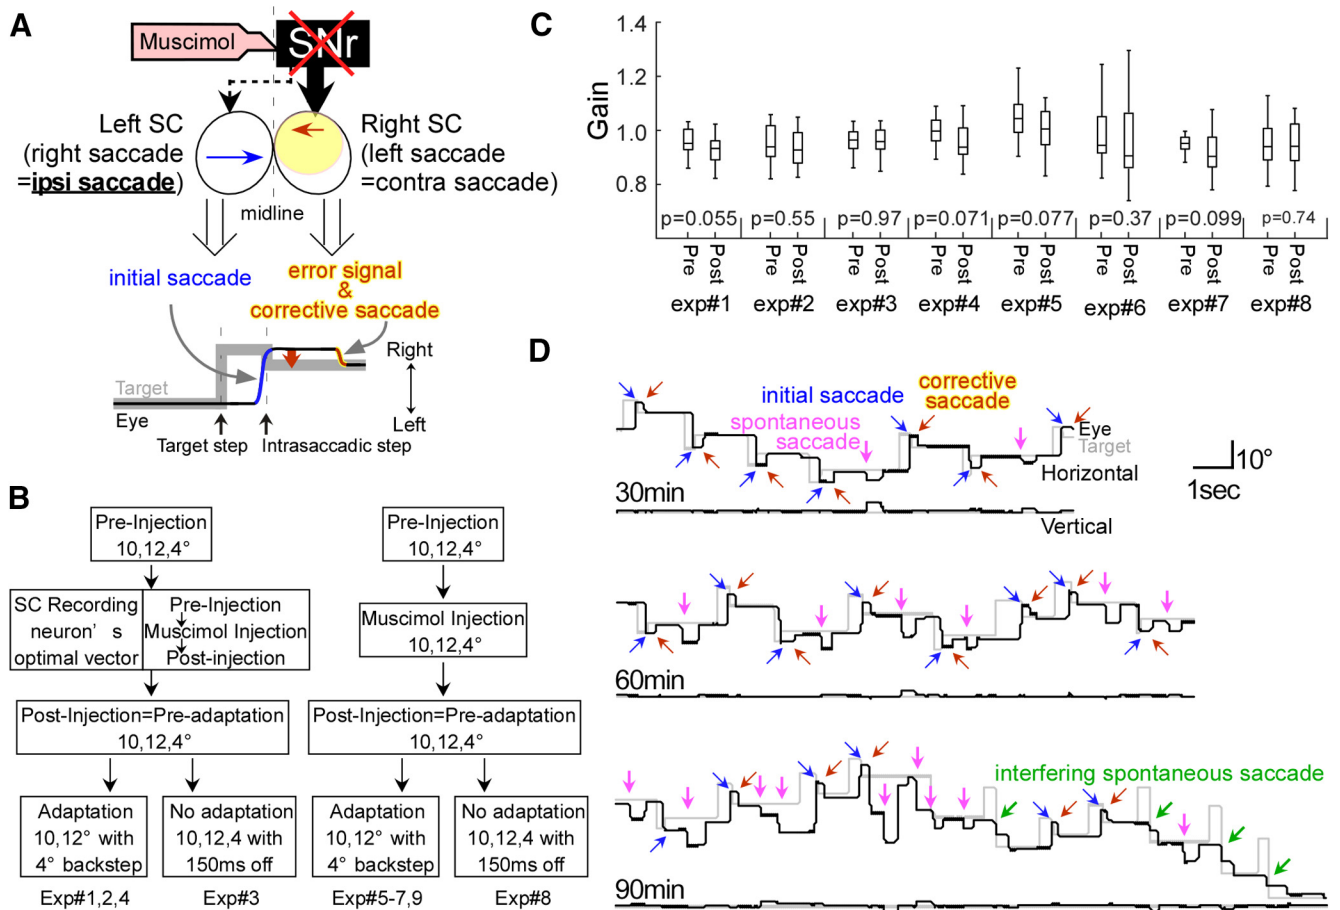 A
Muscimol
SNr
Left SC
(right saccade
=ipsi saccade)
Right SC
(left saccade
=contra saccade)
midline
initial saccade
error signal
&
corrective saccade
Right
Left
Target
Eye
Target step
Intrasaccadic step
B
Pre-Injection
10,12,4°
SC Recording
neuron's
optimal vector
Pre-Injection
Muscimol Injection
Post-injection
Post-Injection=Pre-adaptation
10,12,4°
Adaptation
10,12° with
4° backstep
Exp#1,2,4
No adaptation
10,12,4 with
150ms off
Exp#3
Pre-Injection
10,12,4°
Muscimol Injection
10,12,4°
Post-Injection=Pre-adaptation
10,12,4°
Adaptation
10,12° with
4° backstep
Exp#5-7,9
No adaptation
10,12,4 with
150ms off
Exp#8
C
Gain
1.4
1.2
1.0
0.8
p=0.055
p=0.55
p=0.97
p=0.071
p=0.077
p=0.37
p=0.099
p=0.74
Pre
Post
Pre
Post
Pre
Post
Pre
Post
Pre
Post
Pre
Post
Pre
Post
Pre
Post
exp#1
exp#2
exp#3
exp#4
exp#5
exp#6
exp#7
exp#8
D
initial saccade
corrective
saccade
spontaneous
saccade
Eye
Target
Horizontal
10°
1sec
30min
Vertical
60min
interfering spontaneous saccade
90min